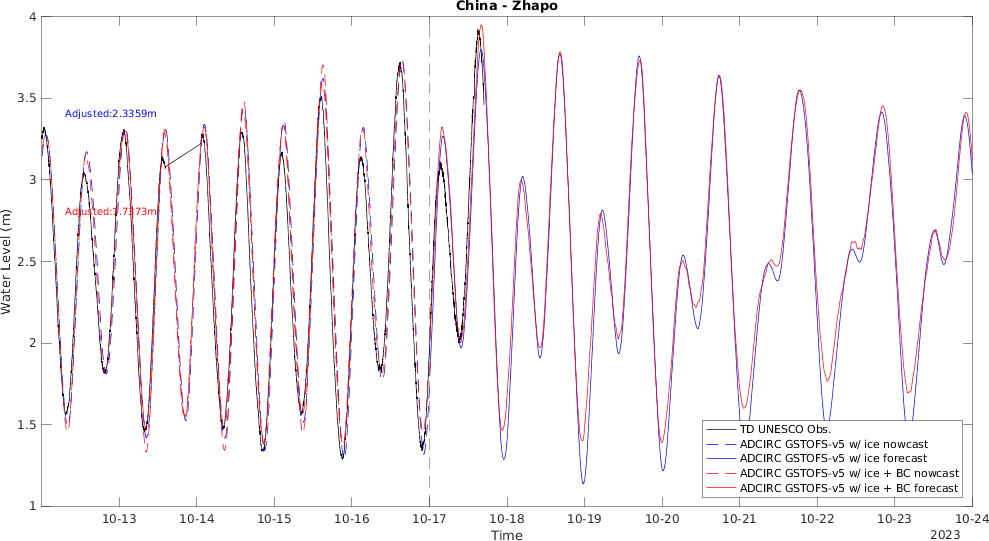 China - Zhapo
4
3.5
3
2.5
2
1.5
1
Water Level (m)
Adjusted:2.3359m
10-13
10-14
10-15
10-16
10-17
10-18
10-19
10-20
10-21
10-22
10-23
10-24
2023
Time
TD UNESCO Obs.
ADCIRC GSTOFS-v5 w/ ice nowcast
ADCIRC GSTOFS-v5 w/ ice forecast
ADCIRC GSTOFS-v5 w/ ice + BC nowcast
ADCIRC GSTOFS-v5 w/ ice + BC forecast